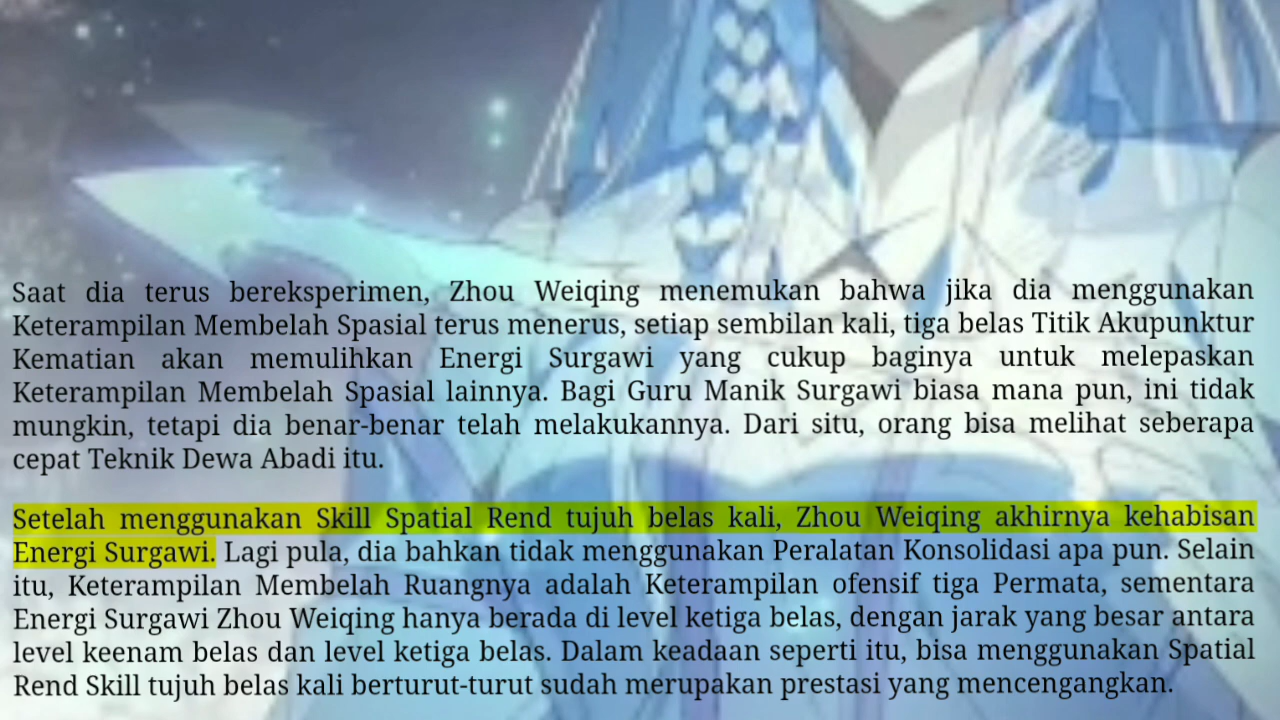 Saat dia terus bereksperimen, Zhou Weiqing menemukan bahwa jika dia menggunakan
Keterampilan Membelah Spasial terus menerus, setiap sembilan kali, tiga belas Titik Akupunktur
Kematian akan memulihkan Energi Surgawi yang cukup baginya untuk melepaskan
Keterampilan Membelah Spasial lainnya. Bagi Guru Manik Surgawi biasa mana pun, ini tidak
mungkin, tetapi dia benar-benar telah melakukannya. Dari situ, orang bisa melihat seberapa
cepat Teknik Dewa Abadi itu.
Setelah menggunakan Skill Spatial Rend tujuh belas kali, Zhou Weiqing akhirnya kehabisan
Energi Surgawi. Lagi pula, dia bahkan tidak menggunakan Peralatan Konsolidasi apa pun. Selain
itu, Keterampilan Membelah Ruangnya adalah Keterampilan ofensif tiga Permata, sementara
Energi Surgawi Zhou Weiqing hanya berada di level ketiga belas, dengan jarak yang besar antara
level keenam belas dan level ketiga belas. Dalam keadaan seperti itu, bisa menggunakan Spatial
Rend Skill tujuh belas kali berturut-turut sudah merupakan prestasi yang mencengangkan.